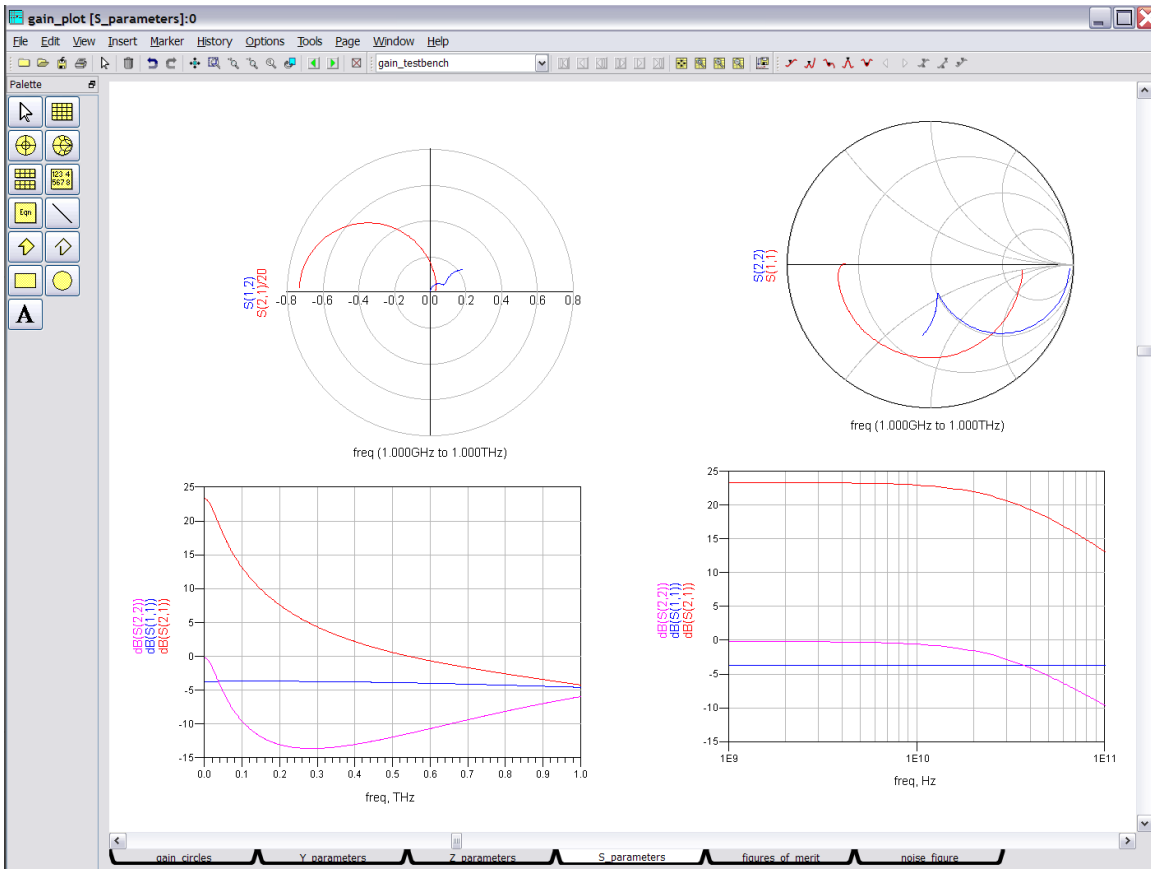 gain_plot [S_parameters]:0
File Edit View Insert Marker History Options Tools Page Window Help
gain_testbench
Palette
123 4
567 8
Eqn
A
S(1,2)
S(2,1)/20
-0.8 -0.6 -0.4 -0.2 0.0 0.2 0.4 0.6 0.8
freq (1.000GHz to 1.000THz)
S(2,2)
S(1,1)
freq (1.000GHz to 1.000THz)
dB(S(2,2))
dB(S(1,1))
dB(S(2,1))
25
20
15
10
5
0
-5
-10
-15
0.0 0.1 0.2 0.3 0.4 0.5 0.6 0.7 0.8 0.9 1.0
freq, THz
dB(S(2,2))
dB(S(1,1))
dB(S(2,1))
25
20
15
10
5
0
-5
-10
-15
1E9 1E10 1E11
freq, Hz
gain_circles Y_parameters Z_parameters S_parameters figures_of_merit noise_figure